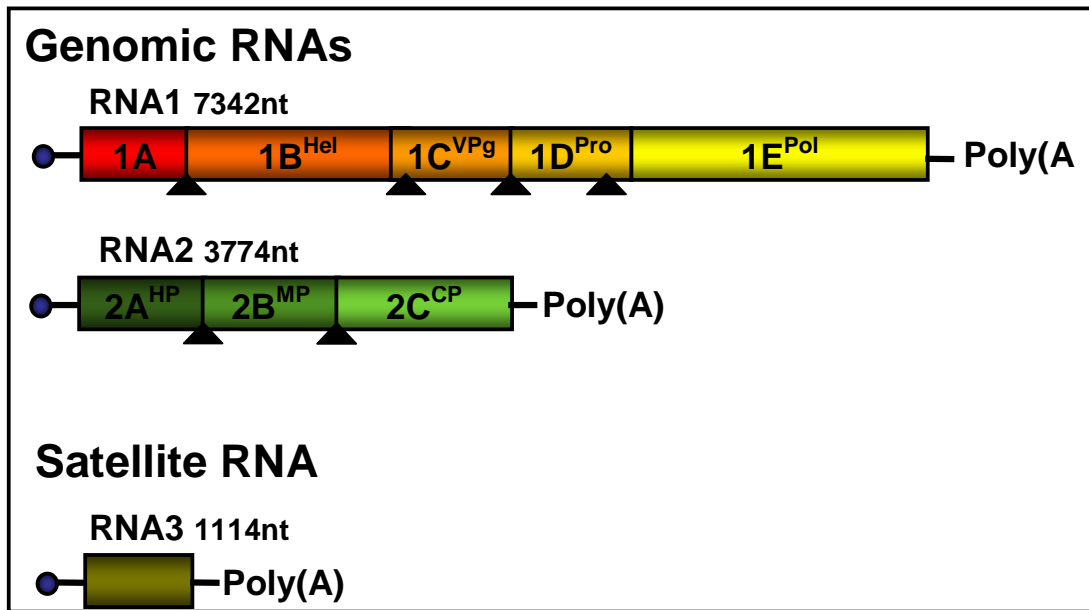 Genomic RNAs
RNA1 7342nt
1A 1B^Hel 1C^VPg 1D^Pro 1E^Pol Poly(A
RNA2 3774nt
2A^HP 2B^MP 2C^CP Poly(A)
Satellite RNA
RNA3 1114nt
Poly(A)